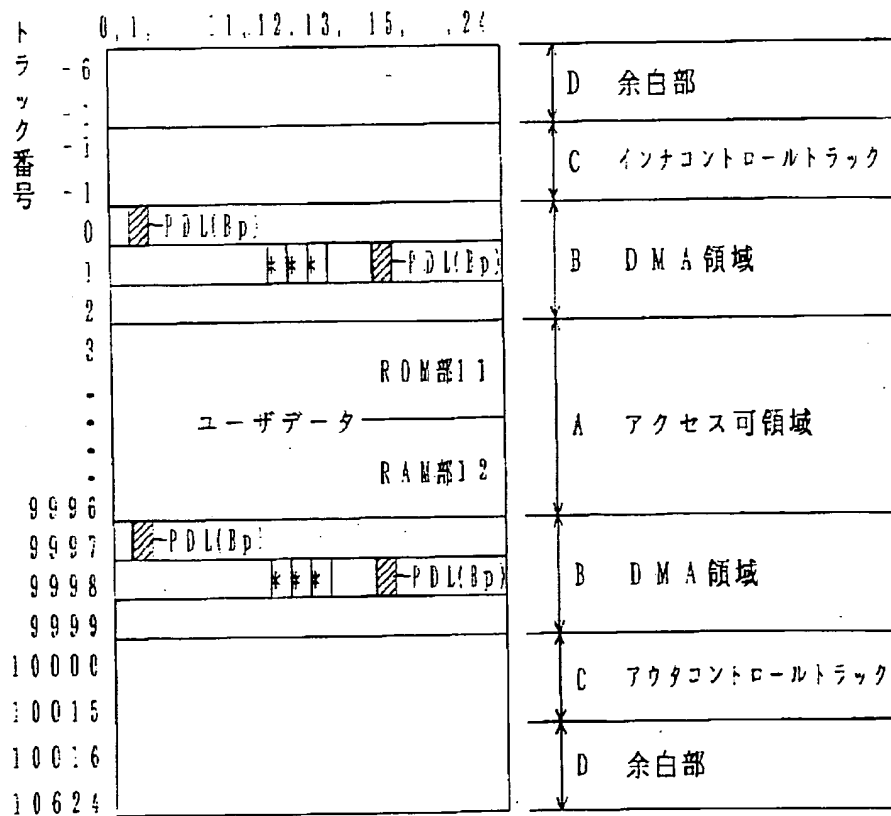 トラック番号
0,1, 11,12,13, 15, ,24
-6
D 余白部
-1
C インナコントロールトラック
-1
0
PDL(Bp)
1
* * *
PDL(Bp)
B DMA領域
2
3
ROM部11
ユーザデータ
A アクセス可領域
RAM部12
9996
9997
PDL(Bp)
9998
* * *
PDL(Bp)
B DMA領域
9999
10000
C アウタコントロールトラック
10015
10016
D 余白部
10624